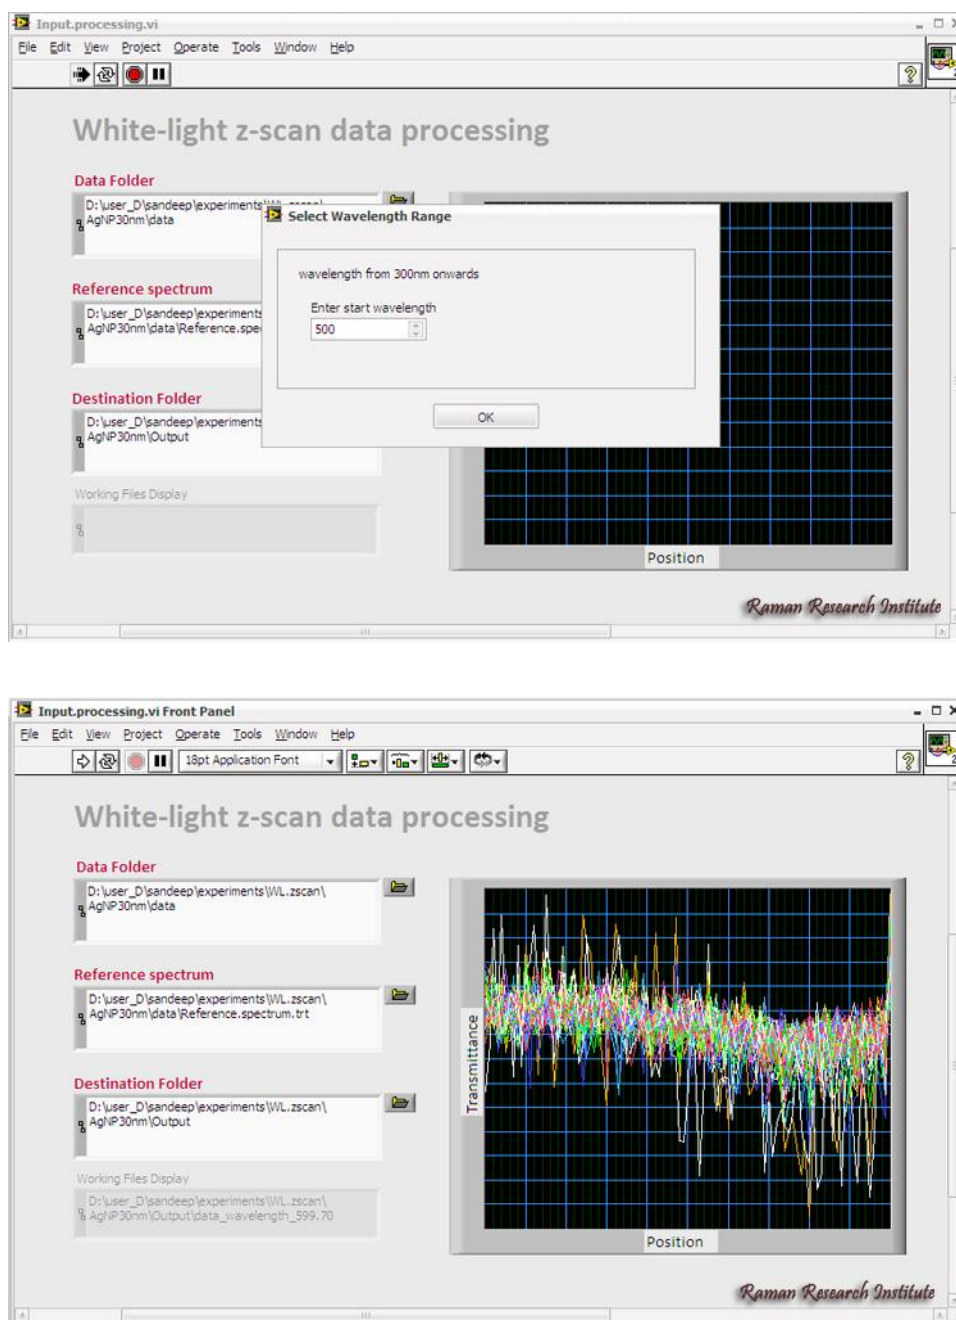 Input.processing.vi
File Edit View Project Operate Tools Window Help
White-light z-scan data processing
Data Folder
D:\user_D\sandeep\experiments\WL.zscan\
AgNP30nm\data
Select Wavelength Range
wavelength from 300nm onwards
Enter start wavelength
500
OK
Reference spectrum
D:\user_D\sandeep\experiments
AgNP30nm\data\Reference.spe
Destination Folder
D:\user_D\sandeep\experiments
AgNP30nm\Output
Working Files Display
Position
Raman Research Institute
Input.processing.vi Front Panel
File Edit View Project Operate Tools Window Help
18pt Application Font
2
White-light z-scan data processing
Data Folder
D:\user_D\sandeep\experiments\WL.zscan\
AgNP30nm\data
Reference spectrum
D:\user_D\sandeep\experiments\WL.zscan\
AgNP30nm\data\Reference.spectrum.trt
Destination Folder
D:\user_D\sandeep\experiments\WL.zscan\
AgNP30nm\Output
Working Files Display
D:\user_D\sandeep\experiments\WL.zscan\
AgNP30nm\Output\data_wavelength_599.70
Transmittance
Position
Raman Research Institute